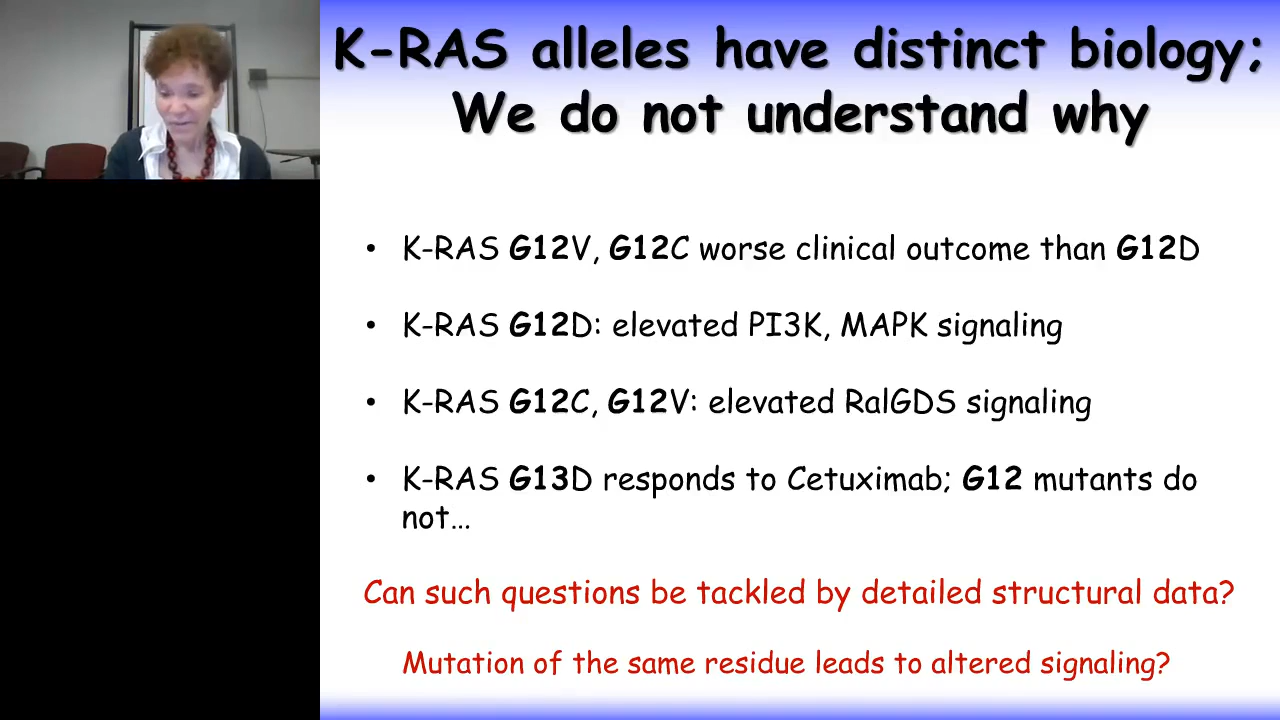 K-RAS alleles have distinct biology;
We do not understand why
• K-RAS G12V, G12C worse clinical outcome than G12D
• K-RAS G12D: elevated PI3K, MAPK signaling
• K-RAS G12C, G12V: elevated RalGDS signaling
• K-RAS G13D responds to Cetuximab; G12 mutants do
not…
Can such questions be tackled by detailed structural data?
Mutation of the same residue leads to altered signaling?